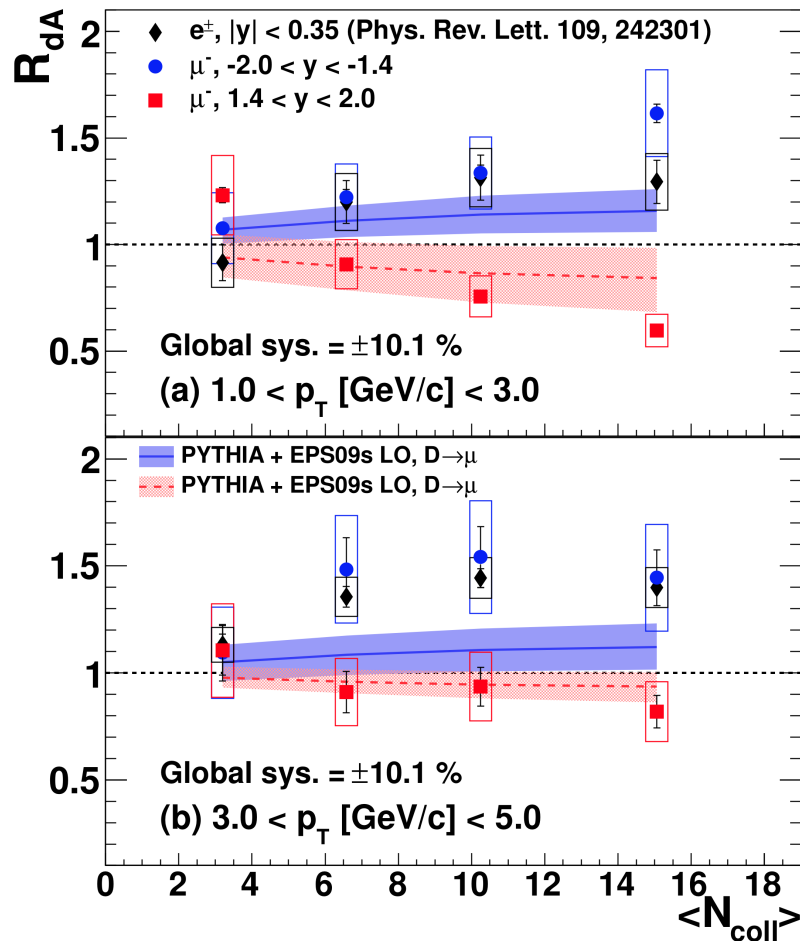 R_dA
2
1.5
1
0.5
e±, |y| < 0.35 (Phys. Rev. Lett. 109, 242301)
μ⁻, -2.0 < y < -1.4
μ⁻, 1.4 < y < 2.0
Global sys. = ±10.1 %
(a) 1.0 < p_T [GeV/c] < 3.0
2
1.5
1
0.5
PYTHIA + EPS09s LO, D→μ
PYTHIA + EPS09s LO, D→μ
Global sys. = ±10.1 %
(b) 3.0 < p_T [GeV/c] < 5.0
0 2 4 6 8 10 12 14 16 18
<N_coll>